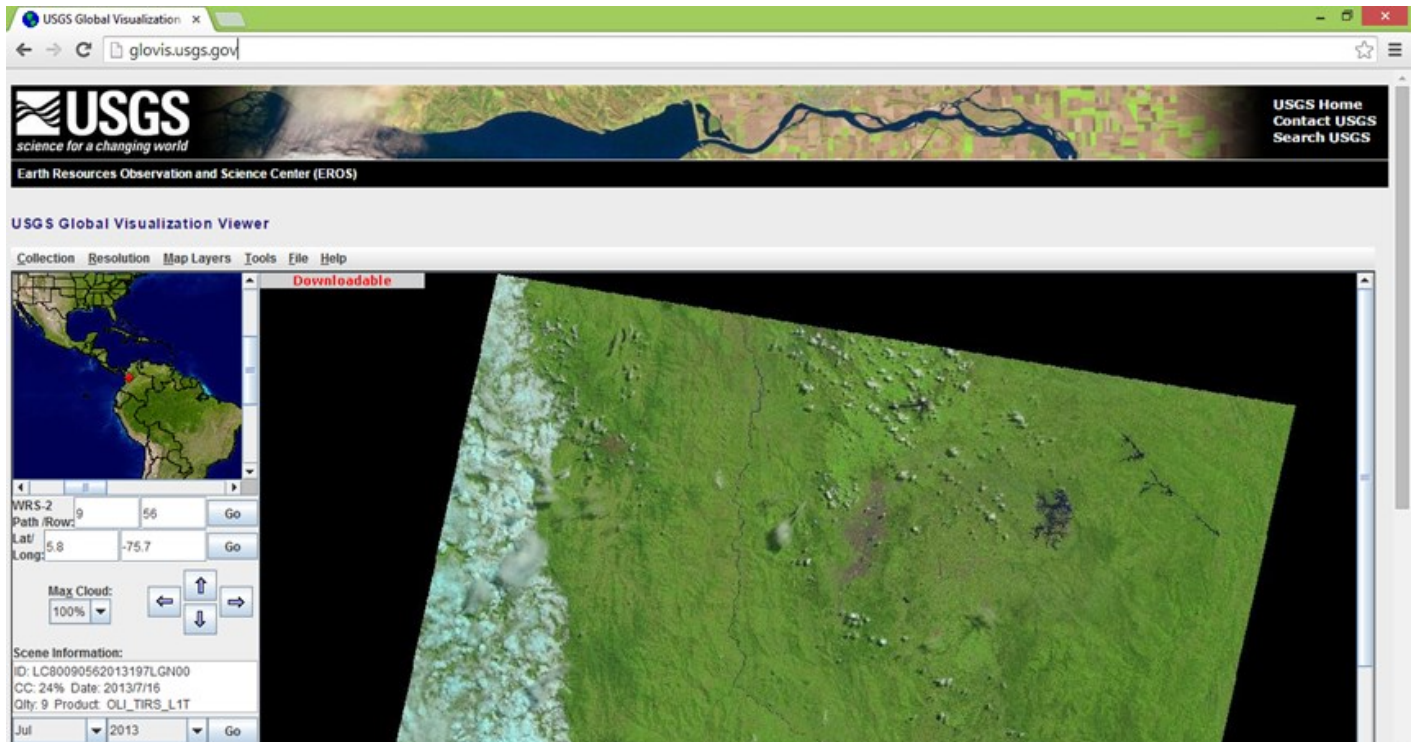 USGS Global Visualization
glovis.usgs.gov
USGS
science for a changing world
USGS Home
Contact USGS
Search USGS
Earth Resources Observation and Science Center (EROS)
USGS Global Visualization Viewer
Collection Resolution Map Layers Tools File Help
Downloadable
WRS-2
Path /Row: 9 56 Go
Lat/
Long: 5.8 -75.7 Go
Max Cloud:
100%
Scene Information:
ID: LC80090562013197LGN00
CC: 24% Date: 2013/7/16
Qlty: 9 Product: OLI_TIRS_L1T
Jul 2013 Go